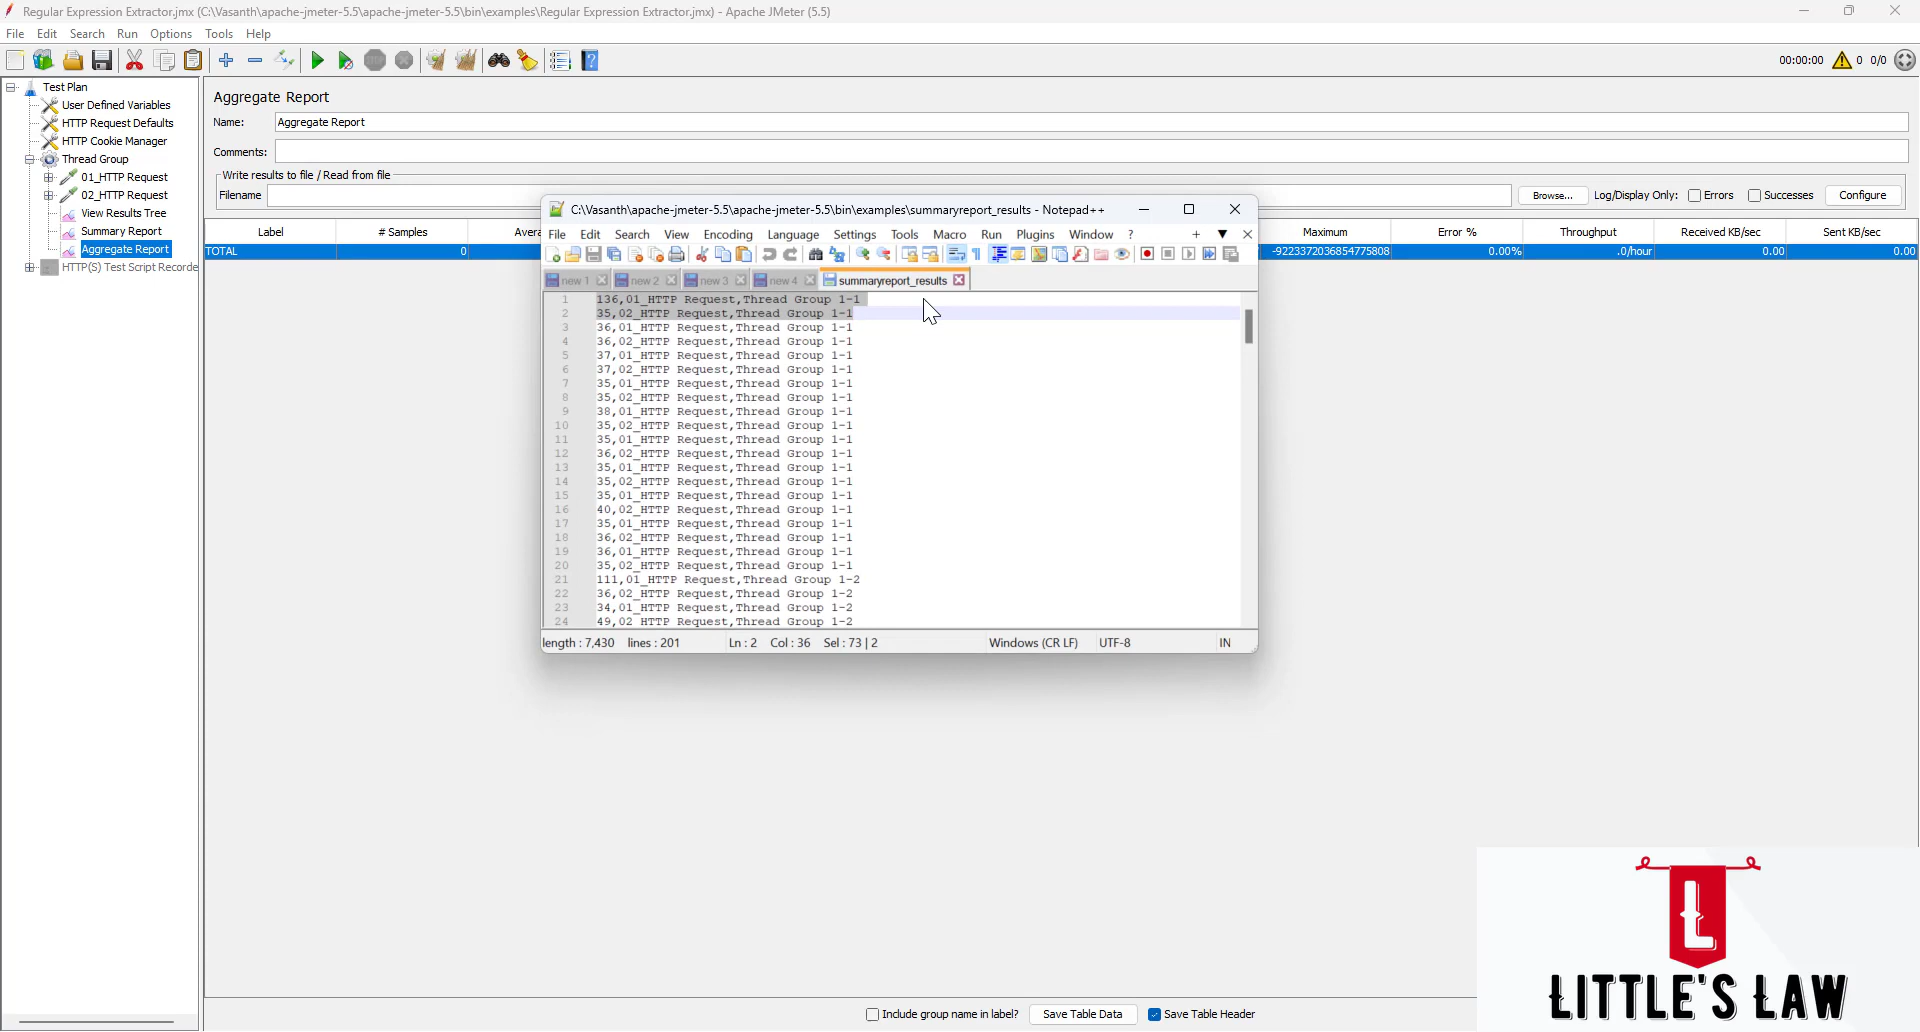 Regular Expression Extractor.jmx (C:\Vasanth\apache-jmeter-5.5\apache-jmeter-5.5\bin\examples\Regular Expression Extractor.jmx) - Apache JMeter (5.5)
File Edit Search Run Options Tools Help
00:00:00 0 0/0
Test Plan
User Defined Variables
HTTP Request Defaults
HTTP Cookie Manager
Thread Group
01_HTTP Request
02_HTTP Request
View Results Tree
Summary Report
Aggregate Report
HTTP(S) Test Script Recorde
Aggregate Report
Name: Aggregate Report
Comments:
Write results to file / Read from file
Filename Browse... Log/Display Only: Errors Successes Configure
Label # Samples Avera Maximum Error % Throughput Received KB/sec Sent KB/sec
TOTAL 0 -9223372036854775808 0.00% .0/hour 0.00 0.00
C:\Vasanth\apache-jmeter-5.5\apache-jmeter-5.5\bin\examples\summaryreport_results - Notepad++
File Edit Search View Encoding Language Settings Tools Macro Run Plugins Window ?
new 1 new 2 new 3 new 4 summaryreport_results
1 136,01_HTTP Request,Thread Group 1-1
2 35,02_HTTP Request,Thread Group 1-1
3 36,01_HTTP Request,Thread Group 1-1
4 36,02_HTTP Request,Thread Group 1-1
5 37,01_HTTP Request,Thread Group 1-1
6 37,02_HTTP Request,Thread Group 1-1
7 35,01_HTTP Request,Thread Group 1-1
8 35,02_HTTP Request,Thread Group 1-1
9 38,01_HTTP Request,Thread Group 1-1
10 35,02_HTTP Request,Thread Group 1-1
11 35,01_HTTP Request,Thread Group 1-1
12 36,02_HTTP Request,Thread Group 1-1
13 35,01_HTTP Request,Thread Group 1-1
14 35,02_HTTP Request,Thread Group 1-1
15 35,01_HTTP Request,Thread Group 1-1
16 40,02_HTTP Request,Thread Group 1-1
17 35,01_HTTP Request,Thread Group 1-1
18 36,02_HTTP Request,Thread Group 1-1
19 36,01_HTTP Request,Thread Group 1-1
20 35,02_HTTP Request,Thread Group 1-1
21 111,01_HTTP Request,Thread Group 1-2
22 36,02_HTTP Request,Thread Group 1-2
23 34,01_HTTP Request,Thread Group 1-2
24 49,02 HTTP Request,Thread Group 1-2
length : 7,430 lines : 201 Ln : 2 Col : 36 Sel : 73 | 2 Windows (CR LF) UTF-8 IN
Include group name in label? Save Table Data Save Table Header
L
LITTLE'S LAW